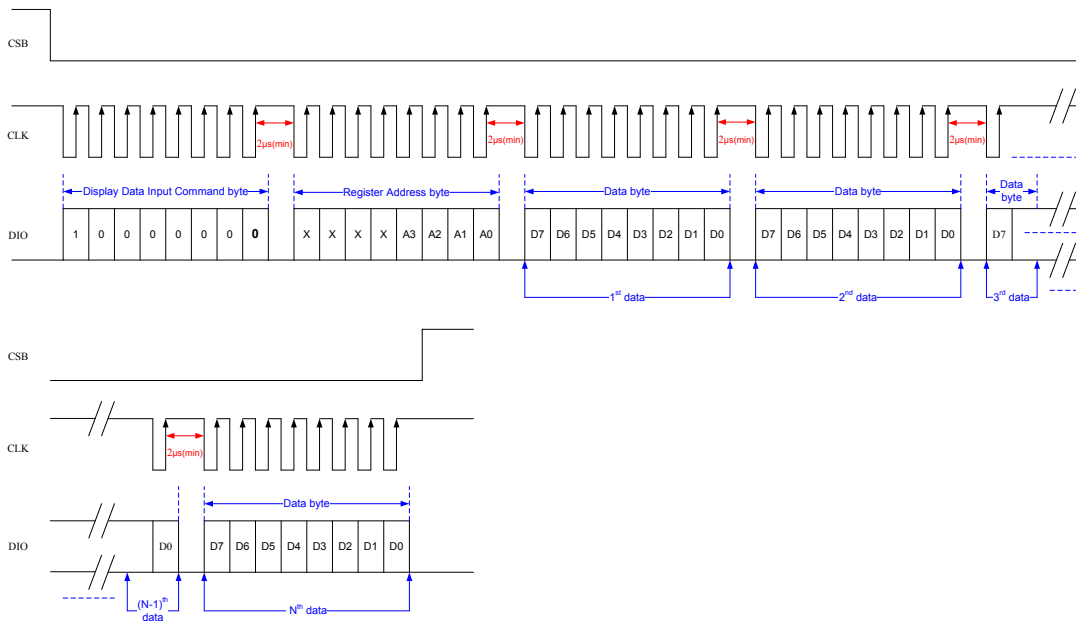 CSB
CLK
2μs(min) 2μs(min) 2μs(min) 2μs(min)
Display Data Input Command byte Register Address byte Data byte Data byte Data byte
DIO 1 0 0 0 0 0 0 0 X X X X A3 A2 A1 A0 D7 D6 D5 D4 D3 D2 D1 D0 D7 D6 D5 D4 D3 D2 D1 D0 D7
1st data 2nd data 3rd data
CSB
CLK
2μs(min)
Data byte
DIO D0 D7 D6 D5 D4 D3 D2 D1 D0
(N-1)th data Nth data